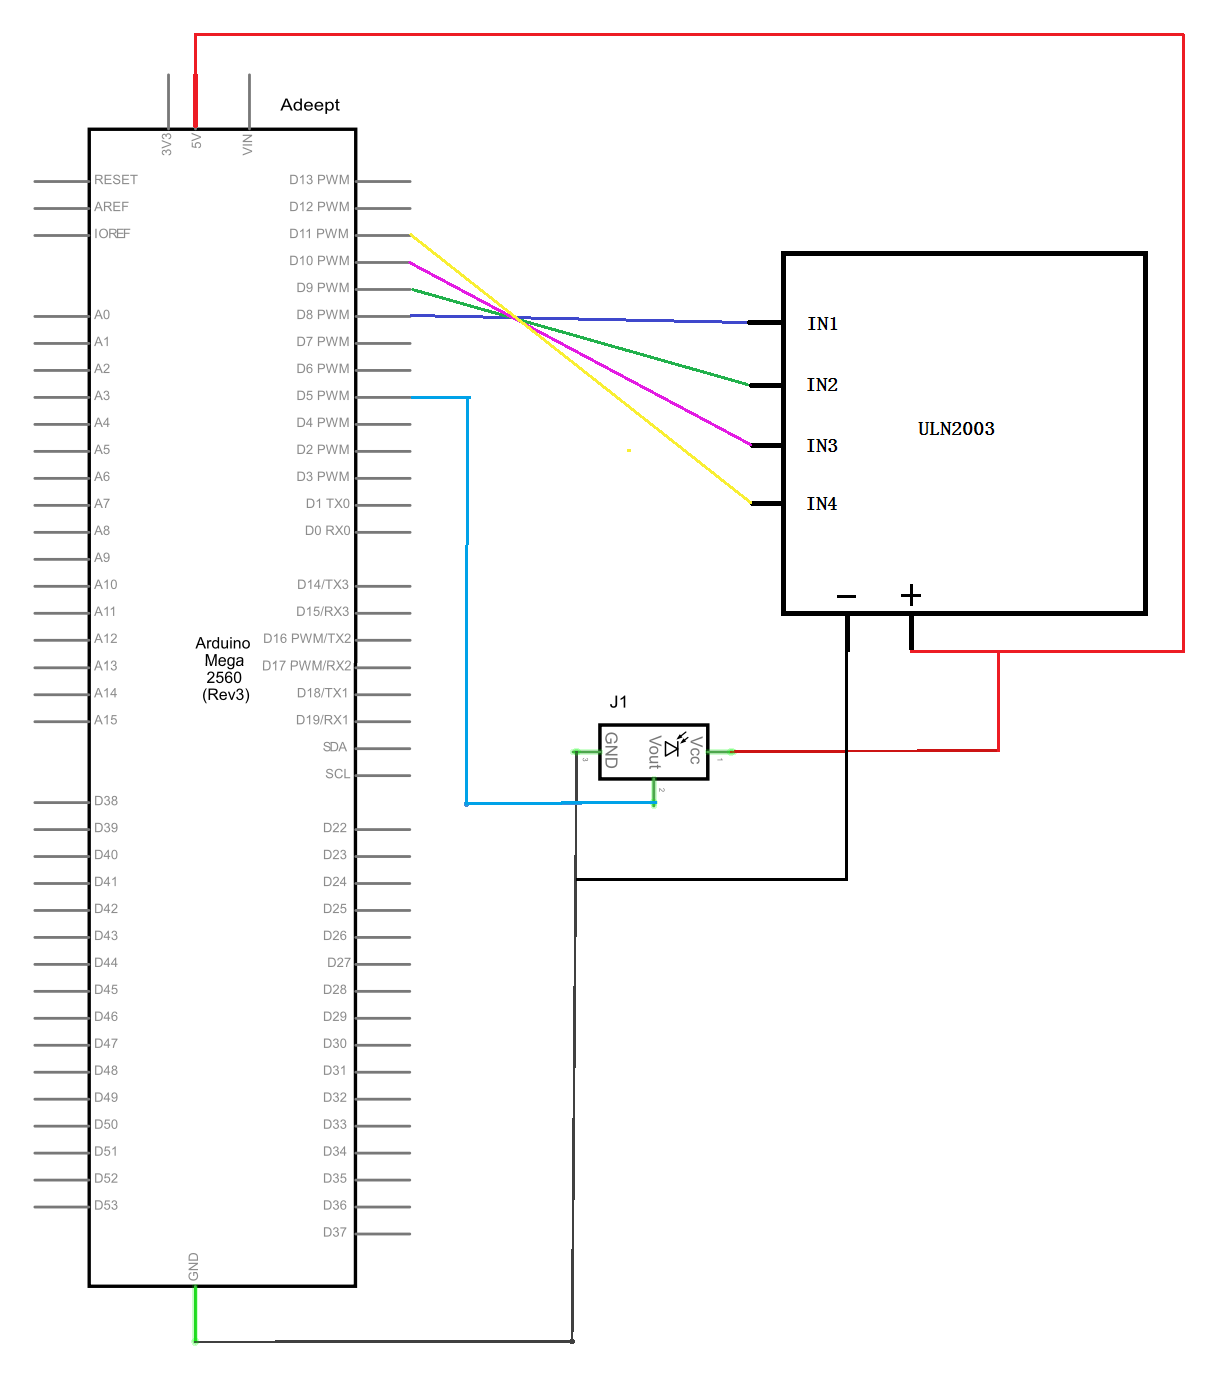 Adeept
3V3
5V
VIN
RESET
AREF
IOREF
A0
A1
A2
A3
A4
A5
A6
A7
A8
A9
A10
A11
A12
A13
A14
A15
D38
D39
D40
D41
D42
D43
D44
D45
D46
D47
D48
D49
D50
D51
D52
D53
Arduino
Mega
2560
(Rev3)
D13 PWM
D12 PWM
D11 PWM
D10 PWM
D9 PWM
D8 PWM
D7 PWM
D6 PWM
D5 PWM
D4 PWM
D2 PWM
D3 PWM
D1 TX0
D0 RX0
D14/TX3
D15/RX3
D16 PWM/TX2
D17 PWM/RX2
D18/TX1
D19/RX1
SDA
SCL
D22
D23
D24
D25
D26
D27
D28
D29
D30
D31
D32
D33
D34
D35
D36
D37
GND
IN1
IN2
IN3
IN4
ULN2003
− +
J1
GND
Vout
Vcc
3
2
1